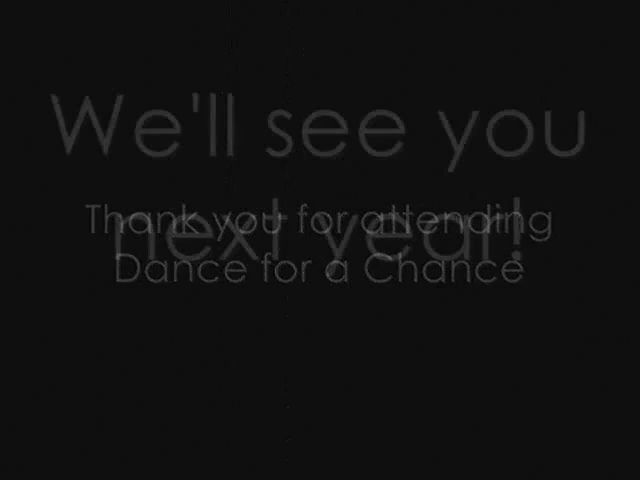 We'll see you
next year!
Thank you for attending
Dance for a Chance